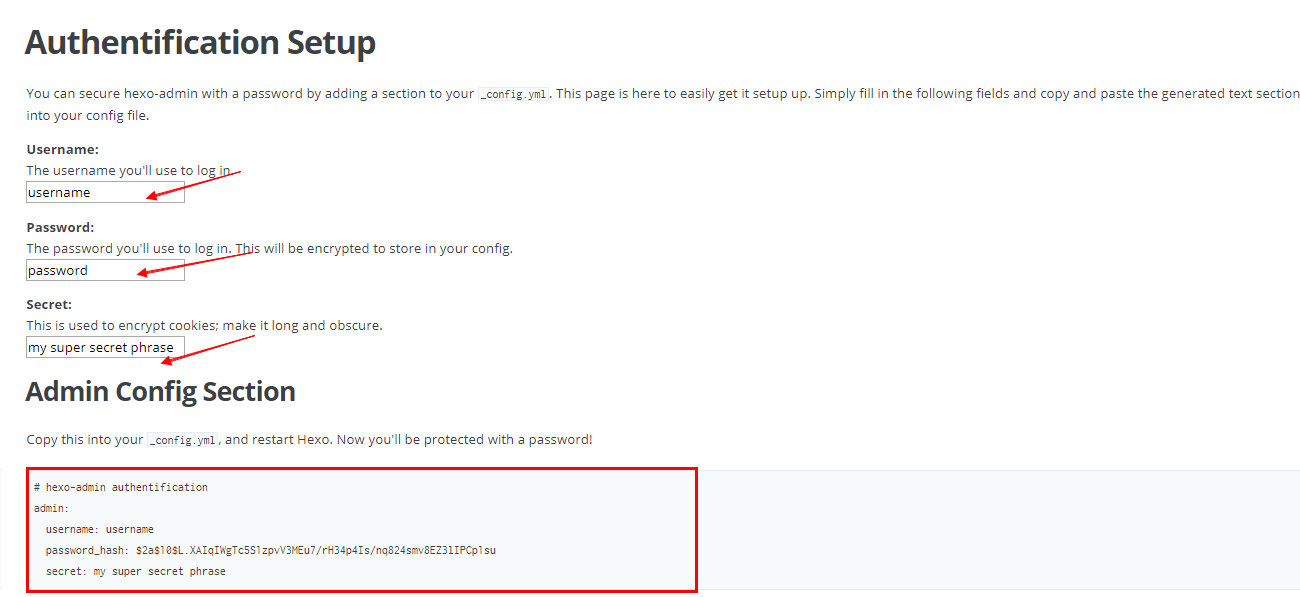 Authentification Setup
You can secure hexo-admin with a password by adding a section to your _config.yml. This page is here to easily get it setup up. Simply fill in the following fields and copy and paste the generated text section
into your config file.
Username:
The username you'll use to log in.
username
Password:
The password you'll use to log in. This will be encrypted to store in your config.
password
Secret:
This is used to encrypt cookies; make it long and obscure.
my super secret phrase
Admin Config Section
Copy this into your _config.yml, and restart Hexo. Now you'll be protected with a password!
# hexo-admin authentification
admin:
username: username
password_hash: $2a$10$L.XAIqIWgTc5S1zpvV3MEu7/rH34p4Is/nq824smv8EZ3lIPCp1su
secret: my super secret phrase